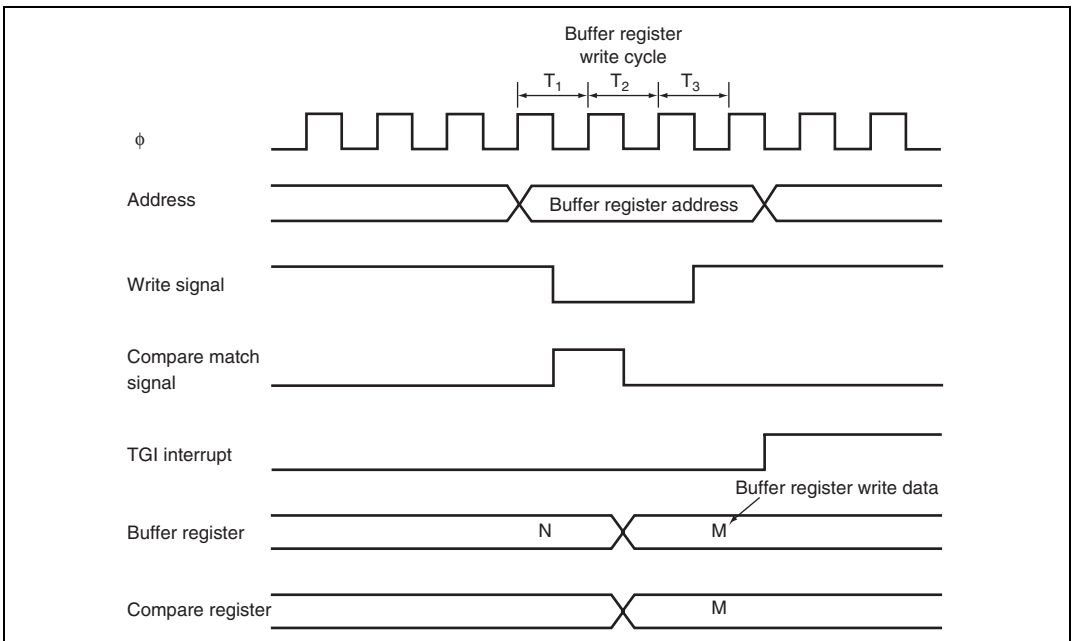 Buffer register
write cycle
T1 T2 T3
ϕ
Address
Buffer register address
Write signal
Compare match
signal
TGI interrupt
Buffer register write data
Buffer register
N
M
Compare register
M